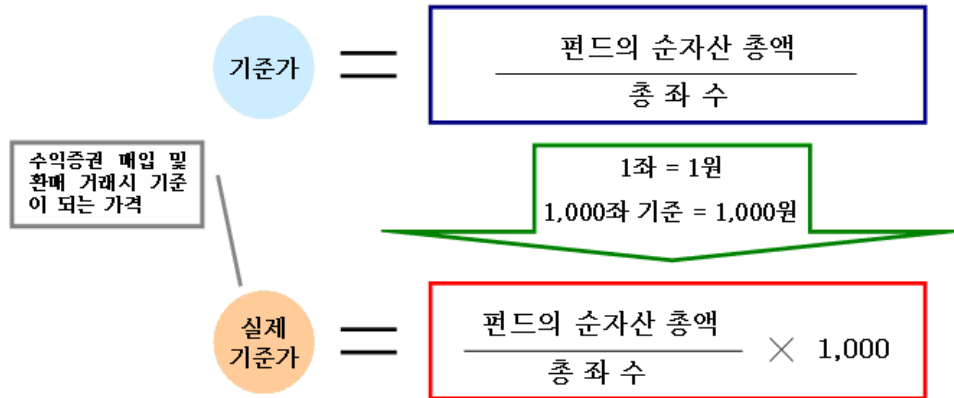 기준가
=
펀드의 순자산 총액
총 좌 수
수익증권 매입 및
환매 거래시 기준
이 되는 가격
1좌 = 1원
1,000좌 기준 = 1,000원
실제
기준가
=
펀드의 순자산 총액
총 좌 수
× 1,000